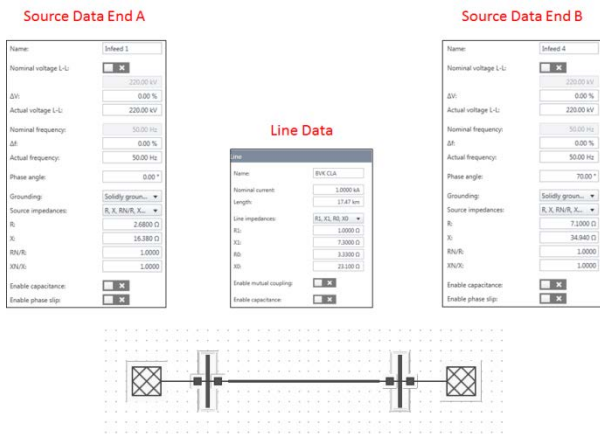 Source Data End A
Name: Infeed 1
Nominal voltage L-L:
220.00 kV
ΔV: 0.00 %
Actual voltage L-L: 220.00 kV
Nominal frequency: 50.00 Hz
Δf: 0.00 %
Actual frequency: 50.00 Hz
Phase angle: 0.00 °
Grounding: Solidly groun...
Source impedances: R, X, RN/R, X...
R: 2.6800 Ω
X: 16.380 Ω
RN/R: 1.0000
XN/X: 1.0000
Enable capacitance:
Enable phase slip:
Line Data
Line
Name: BVK CLA
Nominal current: 1.0000 kA
Length: 17.47 km
Line impedances: R1, X1, R0, X0
R1: 1.0000 Ω
X1: 7.3000 Ω
R0: 3.3300 Ω
X0: 23.100 Ω
Enable mutual coupling:
Enable capacitance:
Source Data End B
Name: Infeed 4
Nominal voltage L-L:
220.00 kV
ΔV: 0.00 %
Actual voltage L-L: 220.00 kV
Nominal frequency: 50.00 Hz
Δf: 0.00 %
Actual frequency: 50.00 Hz
Phase angle: 70.00 °
Grounding: Solidly groun...
Source impedances: R, X, RN/R, X...
R: 7.1000 Ω
X: 34.940 Ω
RN/R: 1.0000
XN/X: 1.0000
Enable capacitance:
Enable phase slip: